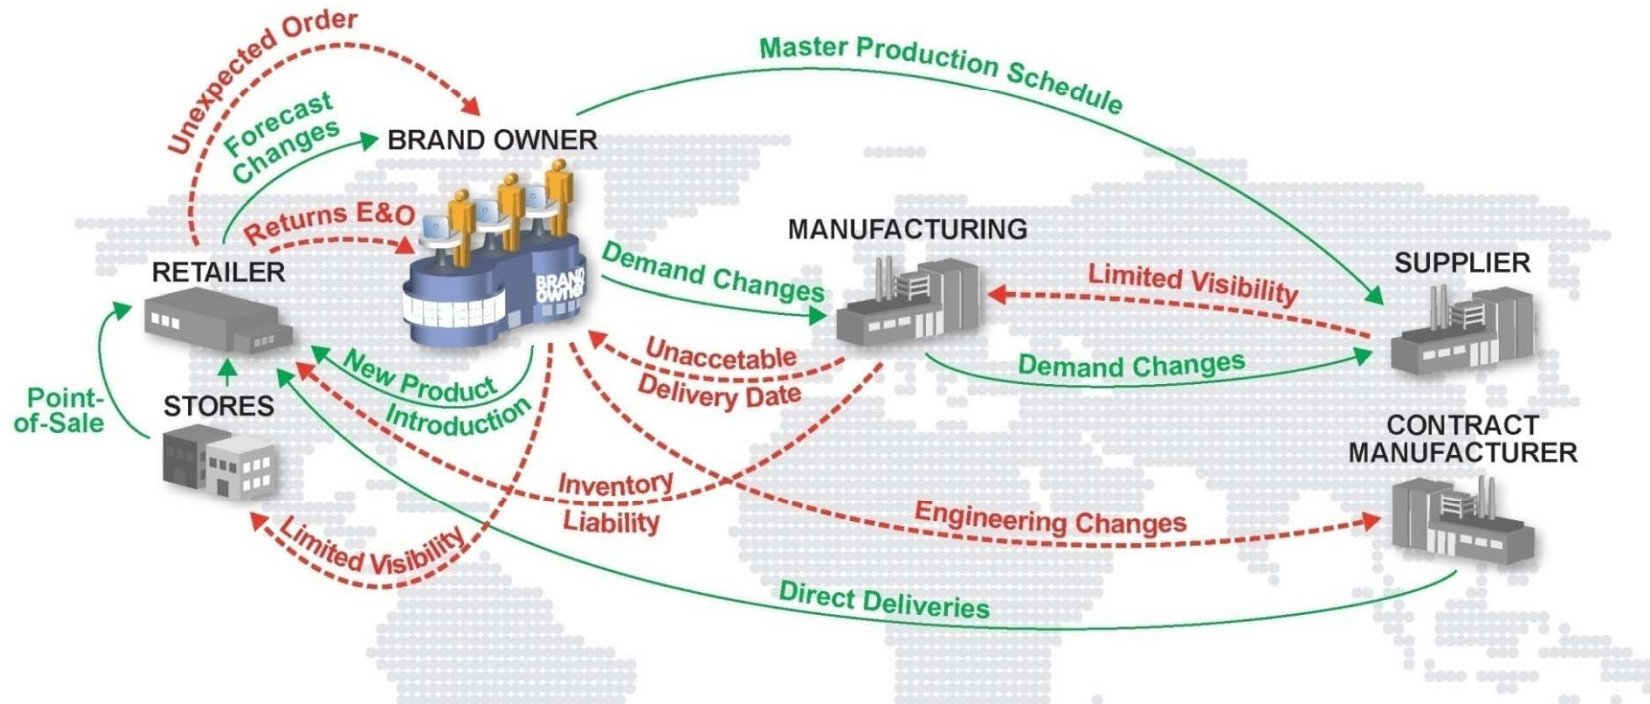 Unexpected Order
Master Production Schedule
Forecast
Changes
BRAND OWNER
Returns E&O
MANUFACTURING
RETAILER
Demand Changes
Limited Visibility
SUPPLIER
BRAND
OWNER
New Product
Introduction
Unaccetable
Delivery Date
Demand Changes
Point-
of-Sale
STORES
CONTRACT
MANUFACTURER
Inventory
Liability
Limited Visibility
Engineering Changes
Direct Deliveries